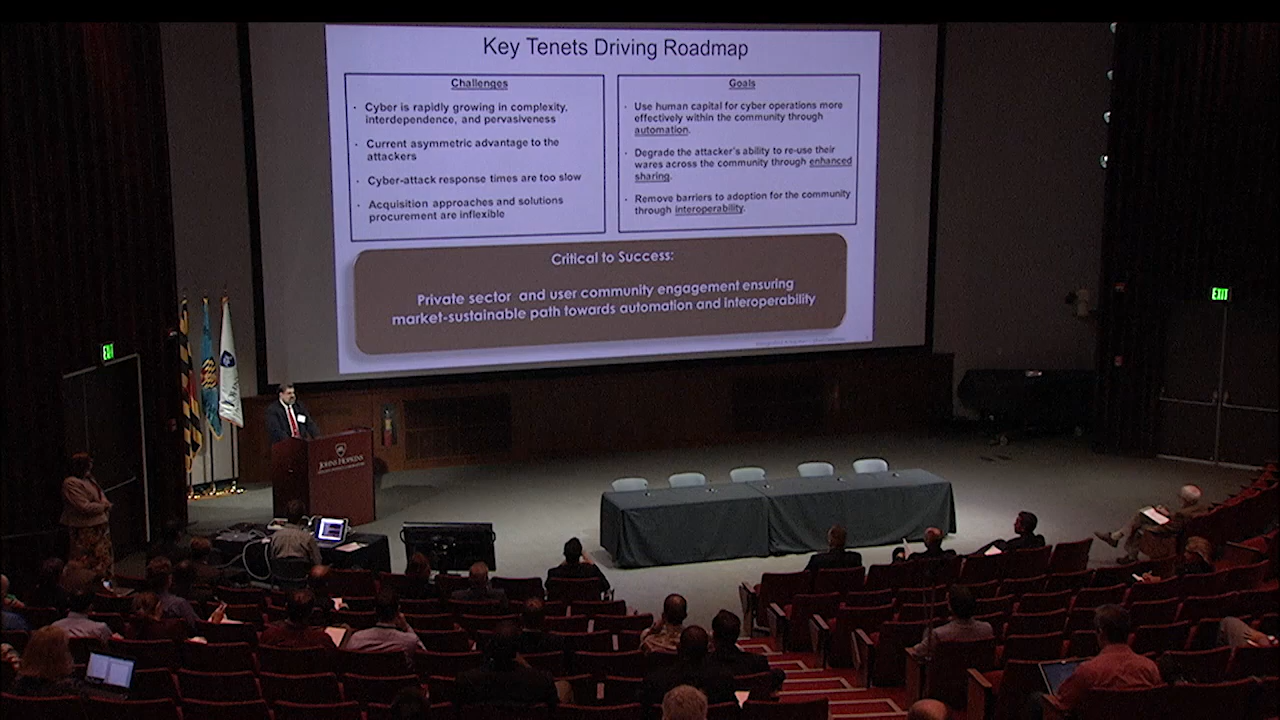 Key Tenets Driving Roadmap
Challenges
· Cyber is rapidly growing in complexity,
interdependence, and pervasiveness
· Current asymmetric advantage to the
attackers
· Cyber-attack response times are too slow
· Acquisition approaches and solutions
procurement are inflexible
Goals
· Use human capital for cyber operations more
effectively within the community through
automation.
· Degrade the attacker's ability to re-use their
wares across the community through enhanced
sharing.
· Remove barriers to adoption for the community
through interoperability.
Critical to Success:
Private sector and user community engagement ensuring
market-sustainable path towards automation and interoperability
EXIT
EXIT
JOHNS HOPKINS